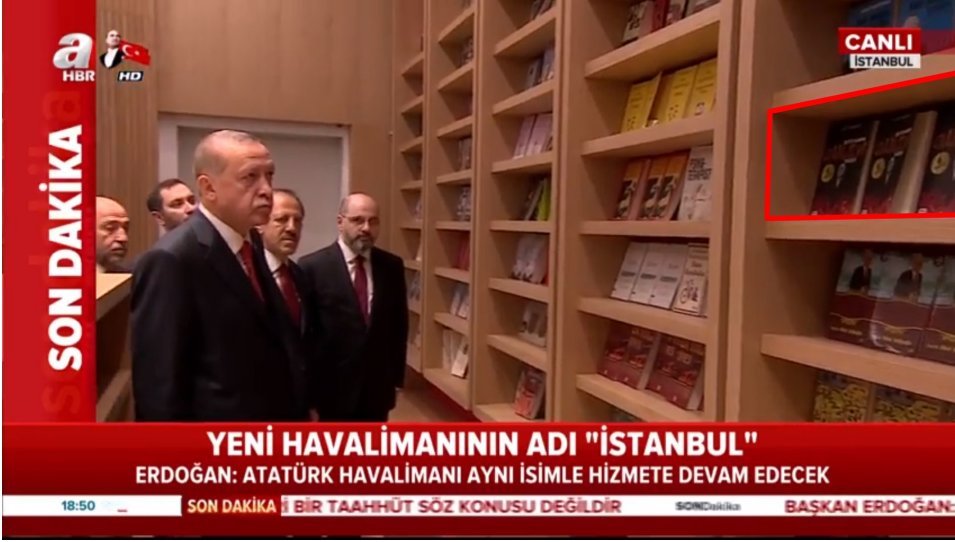 a
HBR
HD
CANLI
İSTANBUL
SON DAKİKA
YENİ HAVALİMANININ ADI "İSTANBUL"
ERDOĞAN: ATATÜRK HAVALİMANI AYNI İSİMLE HİZMETE DEVAM EDECEK
18:50
SON DAKİKA
BİR TAAHHÜT SÖZ KONUSU DEĞİLDİR
SONDakika
BAŞKAN ERDOĞAN: